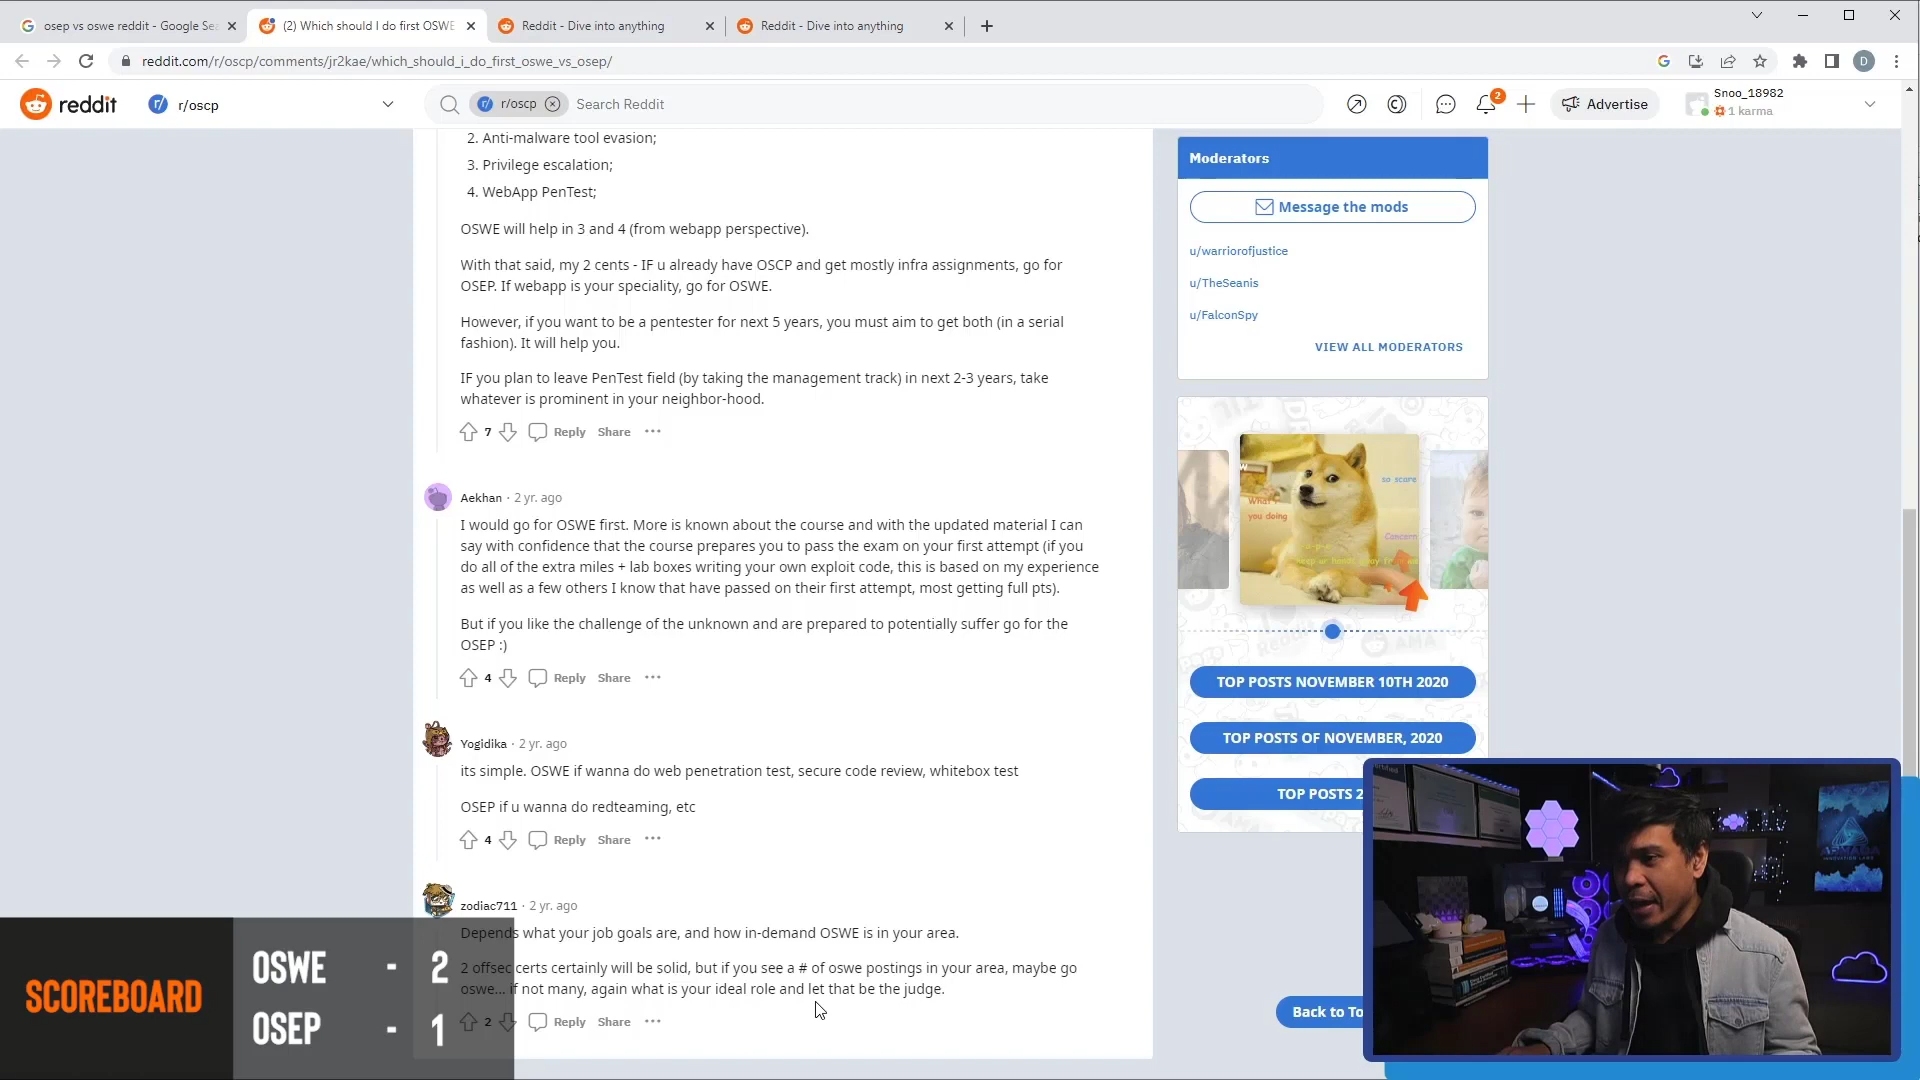 osep vs oswe reddit - Google Sea
(2) Which should I do first OSWE
Reddit - Dive into anything
Reddit - Dive into anything
reddit.com/r/oscp/comments/jr2kae/which_should_i_do_first_oswe_vs_osep/
D
reddit
r/oscp
r/oscp
Search Reddit
2
Advertise
Snoo_18982
1 karma
2. Anti-malware tool evasion;
3. Privilege escalation;
4. WebApp PenTest;
OSWE will help in 3 and 4 (from webapp perspective).
With that said, my 2 cents - IF u already have OSCP and get mostly infra assignments, go for
OSEP. If webapp is your speciality, go for OSWE.
However, if you want to be a pentester for next 5 years, you must aim to get both (in a serial
fashion). It will help you.
IF you plan to leave PenTest field (by taking the management track) in next 2-3 years, take
whatever is prominent in your neighbor-hood.
7 Reply Share ···
Aekhan · 2 yr. ago
I would go for OSWE first. More is known about the course and with the updated material I can
say with confidence that the course prepares you to pass the exam on your first attempt (if you
do all of the extra miles + lab boxes writing your own exploit code, this is based on my experience
as well as a few others I know that have passed on their first attempt, most getting full pts).
But if you like the challenge of the unknown and are prepared to potentially suffer go for the
OSEP :)
4 Reply Share ···
Yogidika · 2 yr. ago
its simple. OSWE if wanna do web penetration test, secure code review, whitebox test
OSEP if u wanna do redteaming, etc
4 Reply Share ···
zodiac711 · 2 yr. ago
Depends what your job goals are, and how in-demand OSWE is in your area.
2 offsec certs certainly will be solid, but if you see a # of oswe postings in your area, maybe go
oswe... if not many, again what is your ideal role and let that be the judge.
2 Reply Share ···
Moderators
Message the mods
u/warriorofjustice
u/TheSeanis
u/FalconSpy
VIEW ALL MODERATORS
so scare
What's
you doing
Concern
TOP POSTS NOVEMBER 10TH 2020
TOP POSTS OF NOVEMBER, 2020
TOP POSTS 2
Back to To
SCOREBOARD
OSWE - 2
OSEP - 1